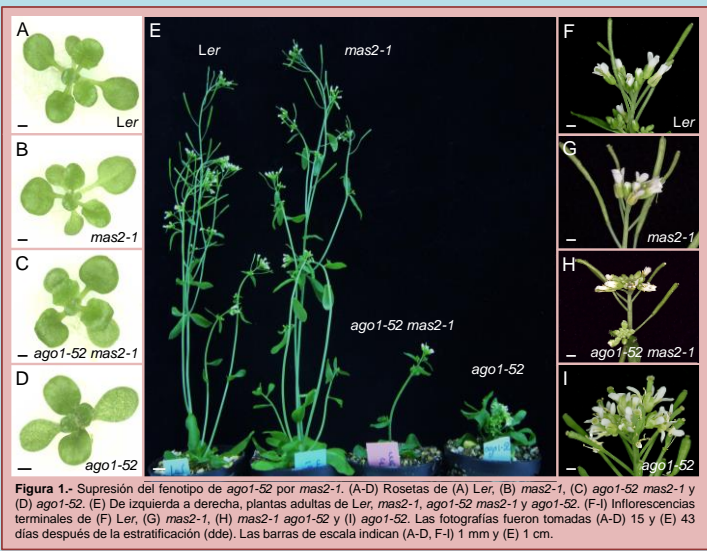 A
Ler
B
mas2-1
C
ago1-52 mas2-1
D
ago1-52
E
Ler
mas2-1
ago1-52 mas2-1
ago1-52
F
Ler
G
mas2-1
H
ago1-52 mas2-1
I
ago1-52
Figura 1.- Supresión del fenotipo de ago1-52 por mas2-1. (A-D) Rosetas de (A) Ler, (B) mas2-1, (C) ago1-52 mas2-1 y
(D) ago1-52. (E) De izquierda a derecha, plantas adultas de Ler, mas2-1, ago1-52 mas2-1 y ago1-52. (F-I) Inflorescencias
terminales de (F) Ler, (G) mas2-1, (H) mas2-1 ago1-52 y (I) ago1-52. Las fotografías fueron tomadas (A-D) 15 y (E) 43
días después de la estratificación (dde). Las barras de escala indican (A-D, F-I) 1 mm y (E) 1 cm.